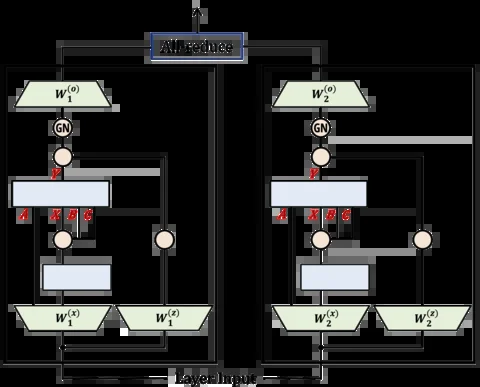 All-reduce
W₁⁽ᵒ⁾ W₂⁽ᵒ⁾
GN GN
Y Y
A X B C A X B C
W₁⁽ˣ⁾ W₁⁽ᶻ⁾ W₂⁽ˣ⁾ W₂⁽ᶻ⁾
Layer Input